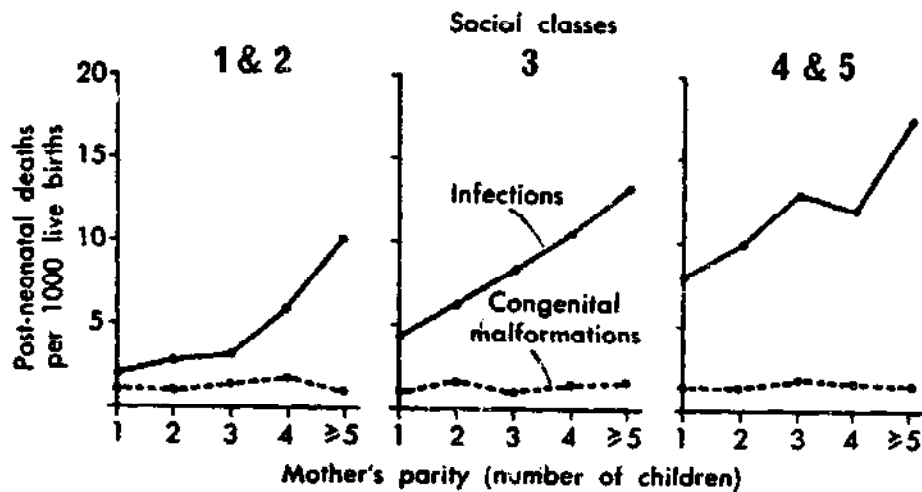 Social classes
1 & 2
3
4 & 5
Post-neonatal deaths
per 1000 live births
20
15
10
5
Infections
Congenital
malformations
1 2 3 4 ≥5
1 2 3 4 ≥5
1 2 3 4 ≥5
Mother's parity (number of children)